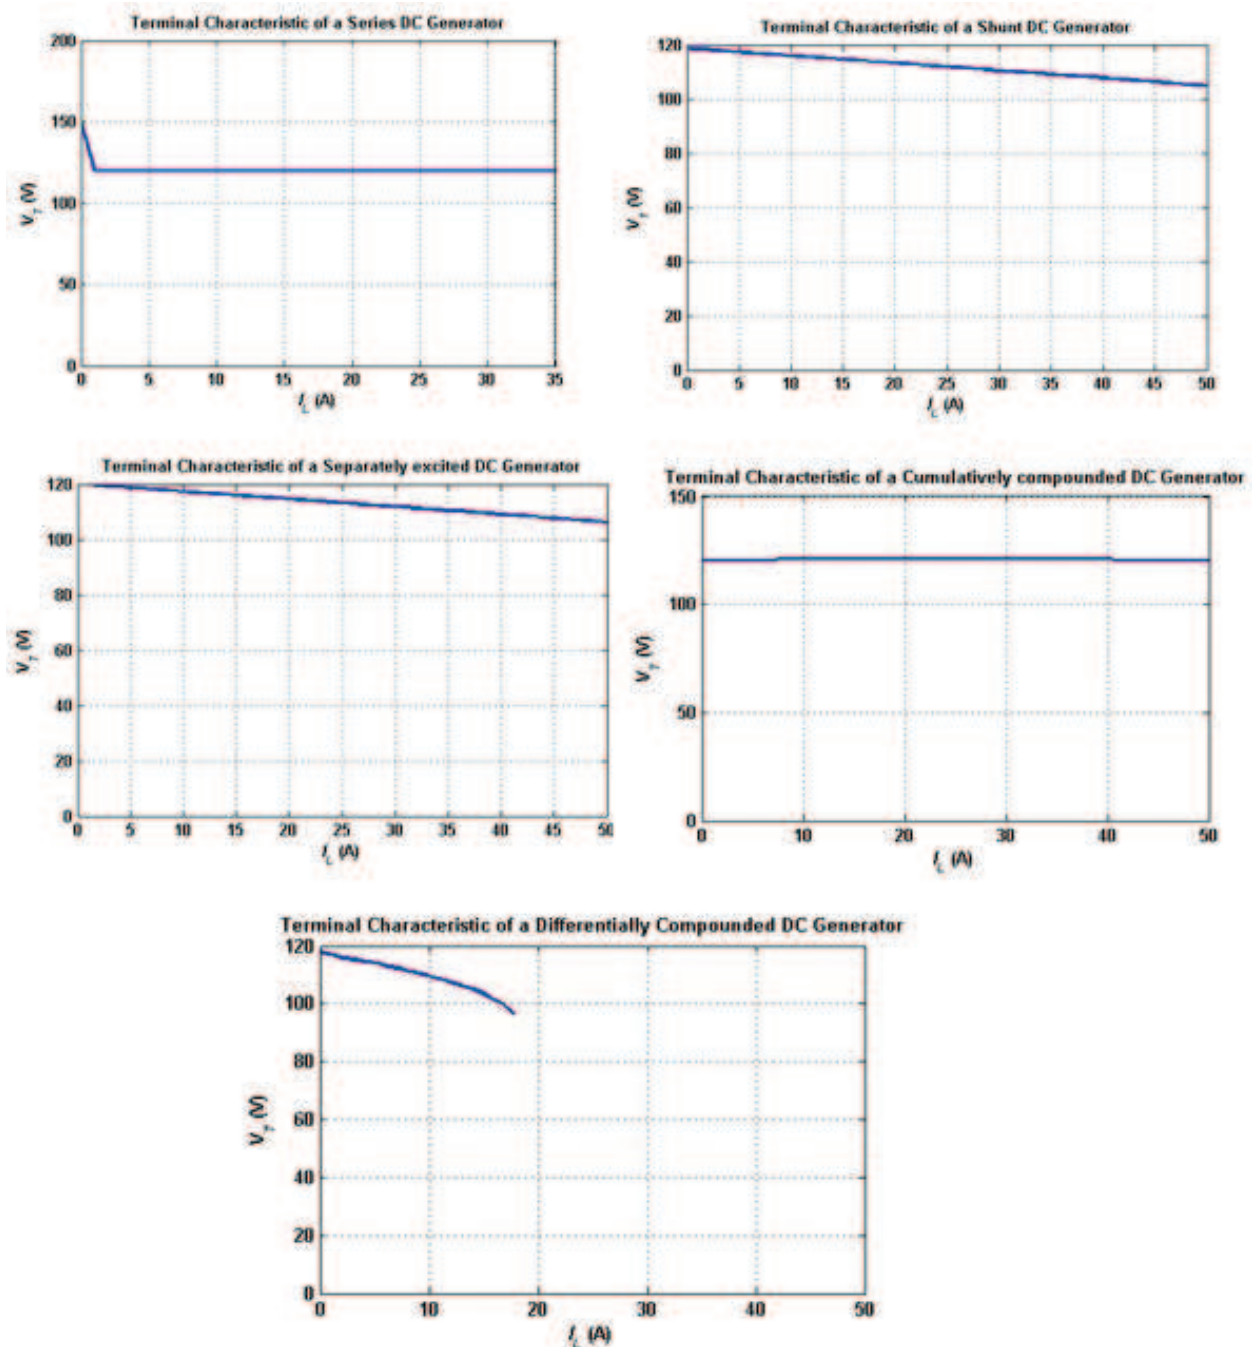 Terminal Characteristic of a Series DC Generator
200
150
100
50
0
V_T (V)
0 5 10 15 20 25 30 35
I_L (A)
Terminal Characteristic of a Shunt DC Generator
120
100
80
60
40
20
0
V_T (V)
0 5 10 15 20 25 30 35 40 45 50
I_L (A)
Terminal Characteristic of a Separately excited DC Generator
120
100
80
60
40
20
0
V_T (V)
0 5 10 15 20 25 30 35 40 45 50
I_L (A)
Terminal Characteristic of a Cumulatively compounded DC Generator
150
100
50
0
V_T (V)
0 10 20 30 40 50
I_L (A)
Terminal Characteristic of a Differentially Compounded DC Generator
120
100
80
60
40
20
0
V_T (V)
0 10 20 30 40 50
I_L (A)